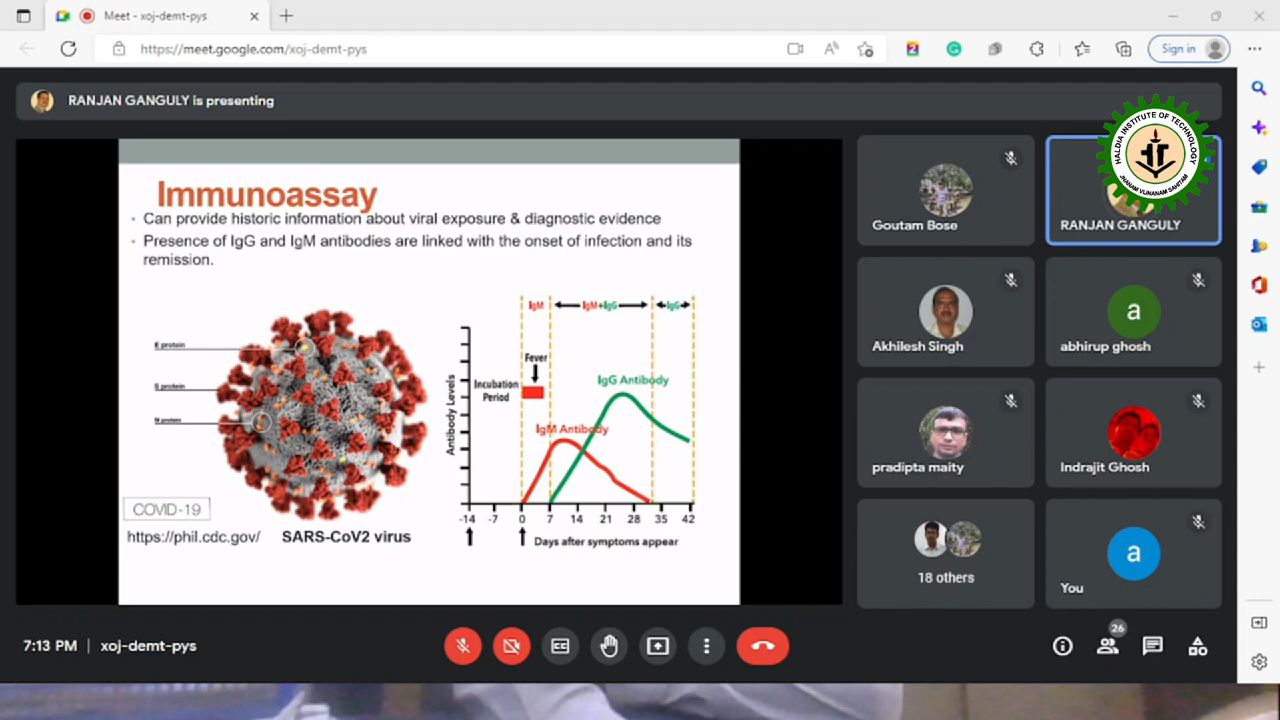 Meet - xoj-demt-pys
https://meet.google.com/xoj-demt-pys
Sign in
RANJAN GANGULY is presenting
Immunoassay
Can provide historic information about viral exposure & diagnostic evidence
Presence of IgG and IgM antibodies are linked with the onset of infection and its
remission.
E protein
S protein
N protein
COVID-19
https://phil.cdc.gov/
SARS-CoV2 virus
IgM
IgM+IgG
IgG
Fever
Incubation
Period
IgG Antibody
IgM Antibody
Antibody Levels
-14 -7 0 7 14 21 28 35 42
Days after symptoms appear
Goutam Bose
HALDIA INSTITUTE OF TECHNOLOGY
JNANAM VIJNANAM SAHITAM
RANJAN GANGULY
Akhilesh Singh
a
abhirup ghosh
pradipta maity
Indrajit Ghosh
18 others
a
You
7:13 PM | xoj-demt-pys
CC
26